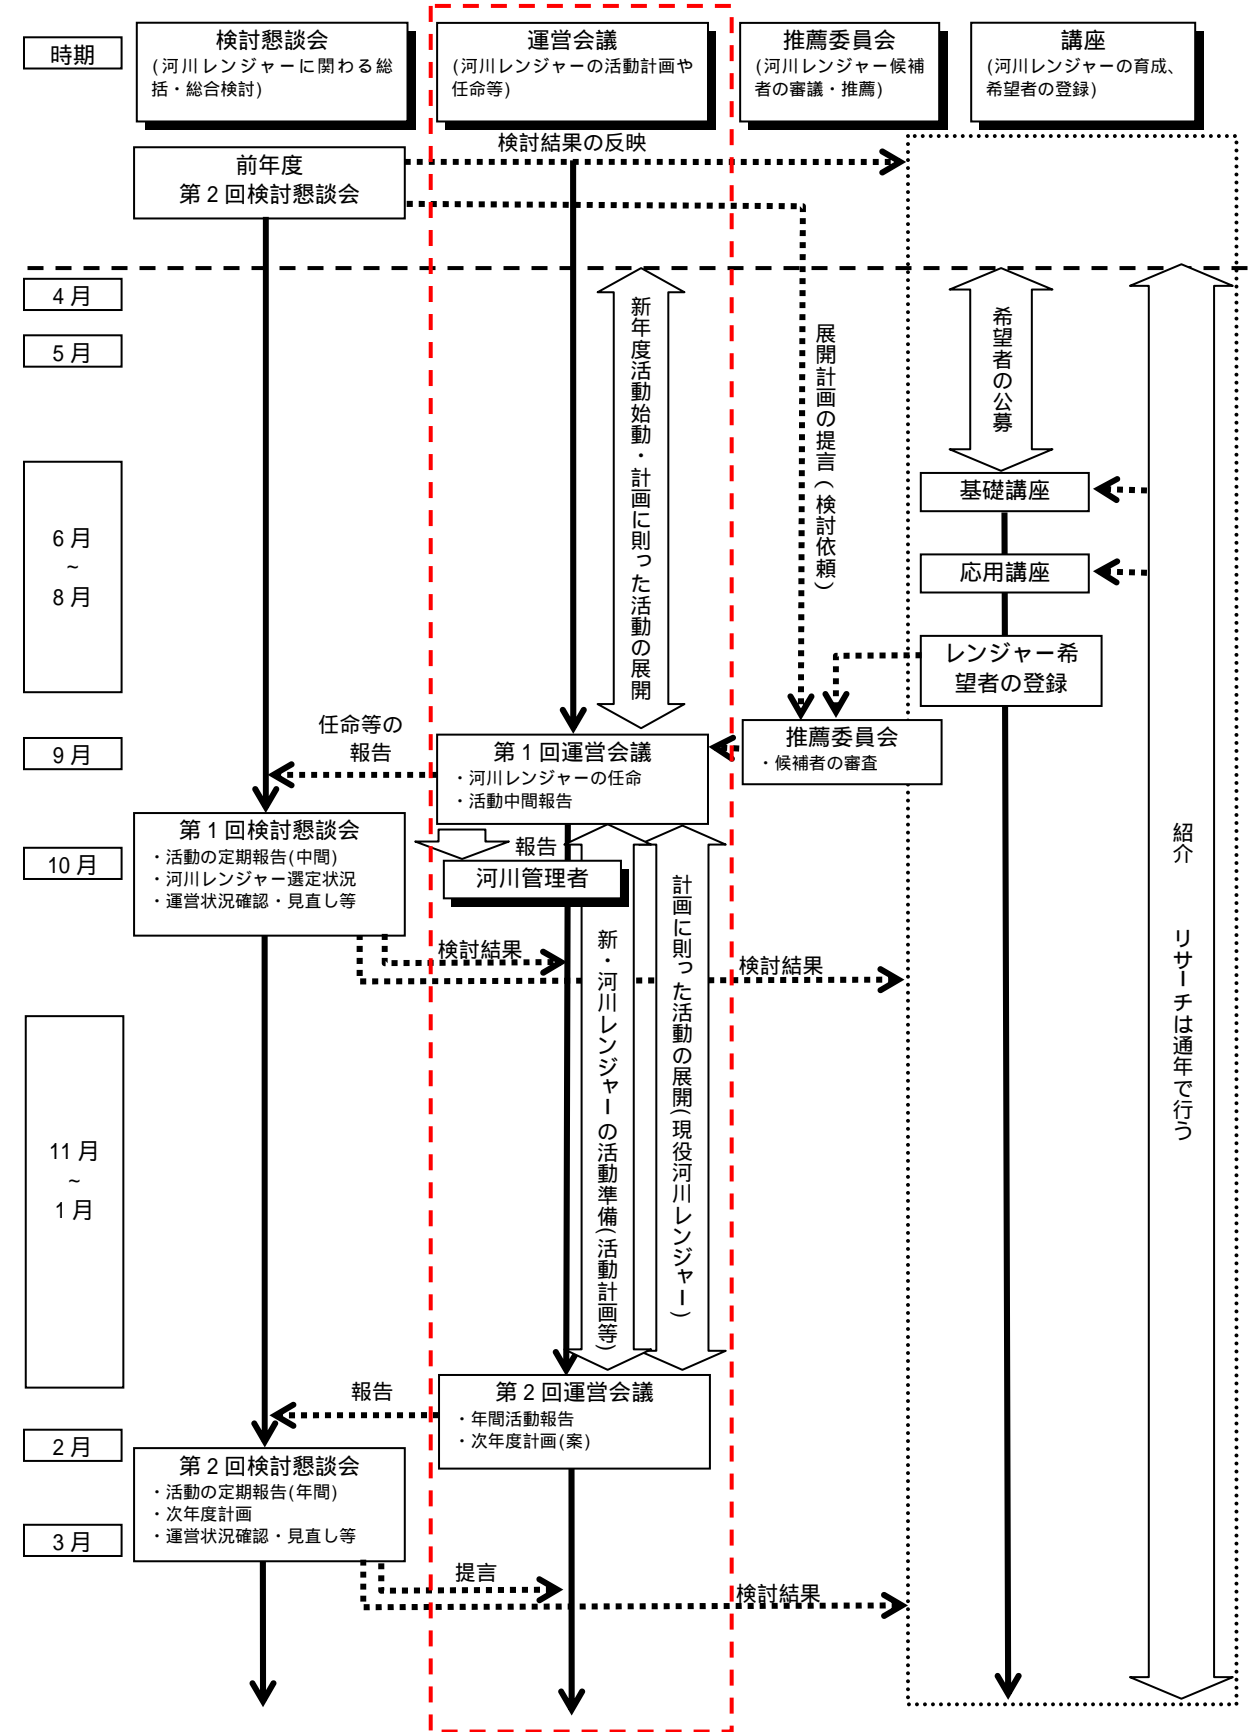 時期
検討懇談会
(河川レンジャーに関わる総
括・総合検討)
運営会議
(河川レンジャーの活動計画や
任命等)
推薦委員会
(河川レンジャー候補
者の審議・推薦)
講座
(河川レンジャーの育成、
希望者の登録)
検討結果の反映
前年度
第2回検討懇談会
4月
5月
6月
~
8月
9月
10月
11月
~
1月
2月
3月
新年度活動始動・計画に則った活動の展開
展開計画の提言(検討依頼)
希望者の公募
基礎講座
応用講座
レンジャー希
望者の登録
紹介 リサーチは通年で行う
任命等の
報告
第1回運営会議
・河川レンジャーの任命
・活動中間報告
推薦委員会
・候補者の審査
第1回検討懇談会
・活動の定期報告(中間)
・河川レンジャー選定状況
・運営状況確認・見直し等
報告
河川管理者
検討結果
検討結果
新・河川レンジャーの活動準備(活動計画等)
計画に則った活動の展開(現役河川レンジャー)
報告
第2回運営会議
・年間活動報告
・次年度計画(案)
第2回検討懇談会
・活動の定期報告(年間)
・次年度計画
・運営状況確認・見直し等
提言
検討結果